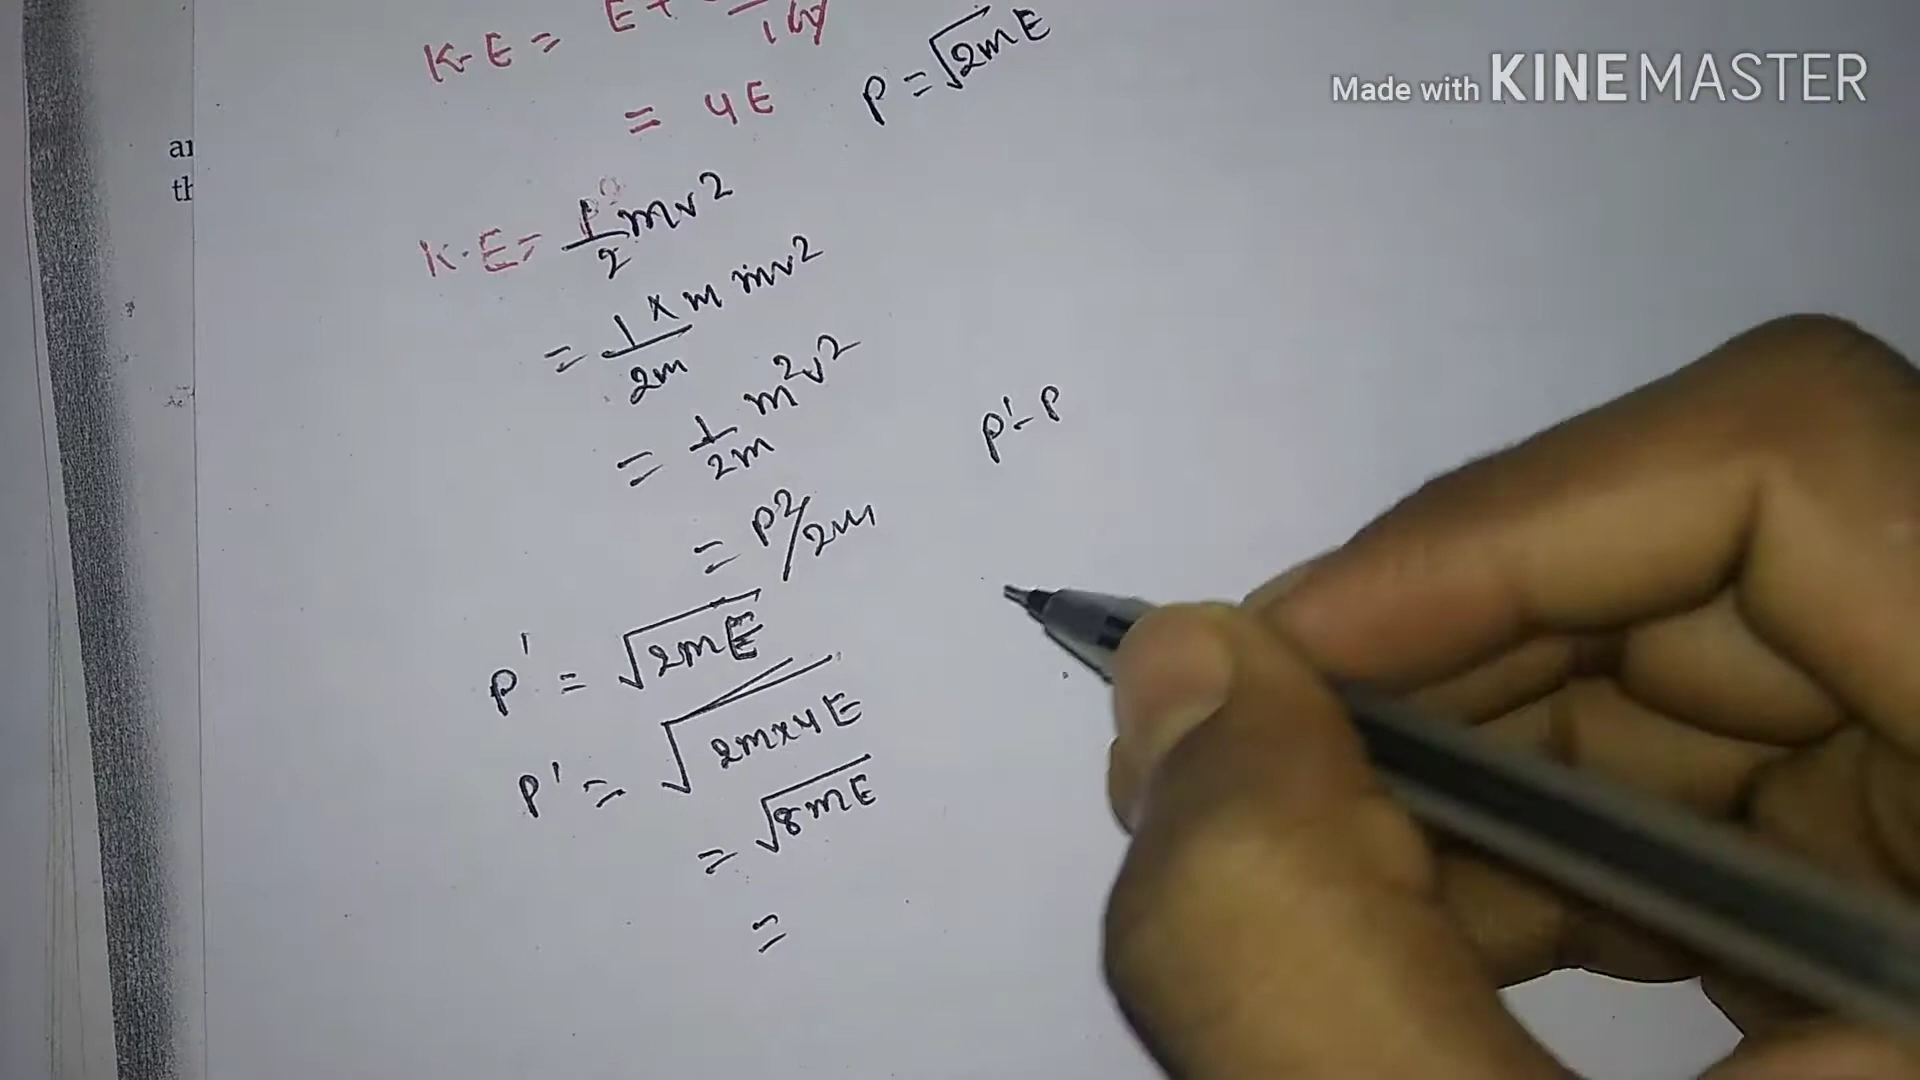 K.E = E +
= 4E
P = √2mE
Made with KINEMASTER
th
K.E = 1/2 mv²
= 1/2m × m mv²
= 1/2m m²v²
= P²/2m
P'- P
P' = √2mE
P' = √2m×4E
= √8mE
=